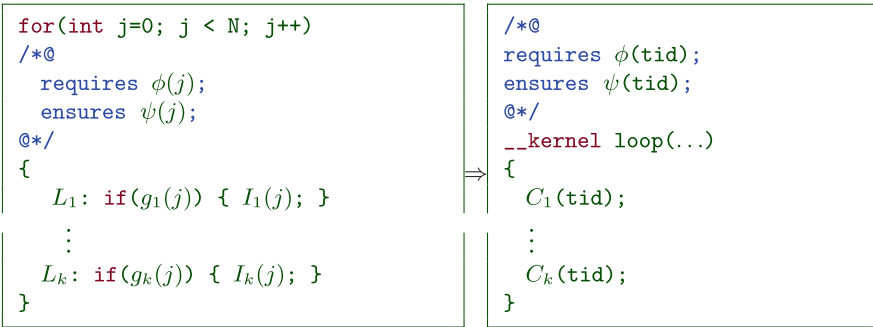 for(int j=0; j < N; j++)
/*@
requires ϕ(j);
ensures ψ(j);
@*/
{
L₁: if(g₁(j)) { I₁(j); }
⋮
Lₖ: if(gₖ(j)) { Iₖ(j); }
}
⇒
/*@
requires ϕ(tid);
ensures ψ(tid);
@*/
__kernel loop(...)
{
C₁(tid);
⋮
Cₖ(tid);
}